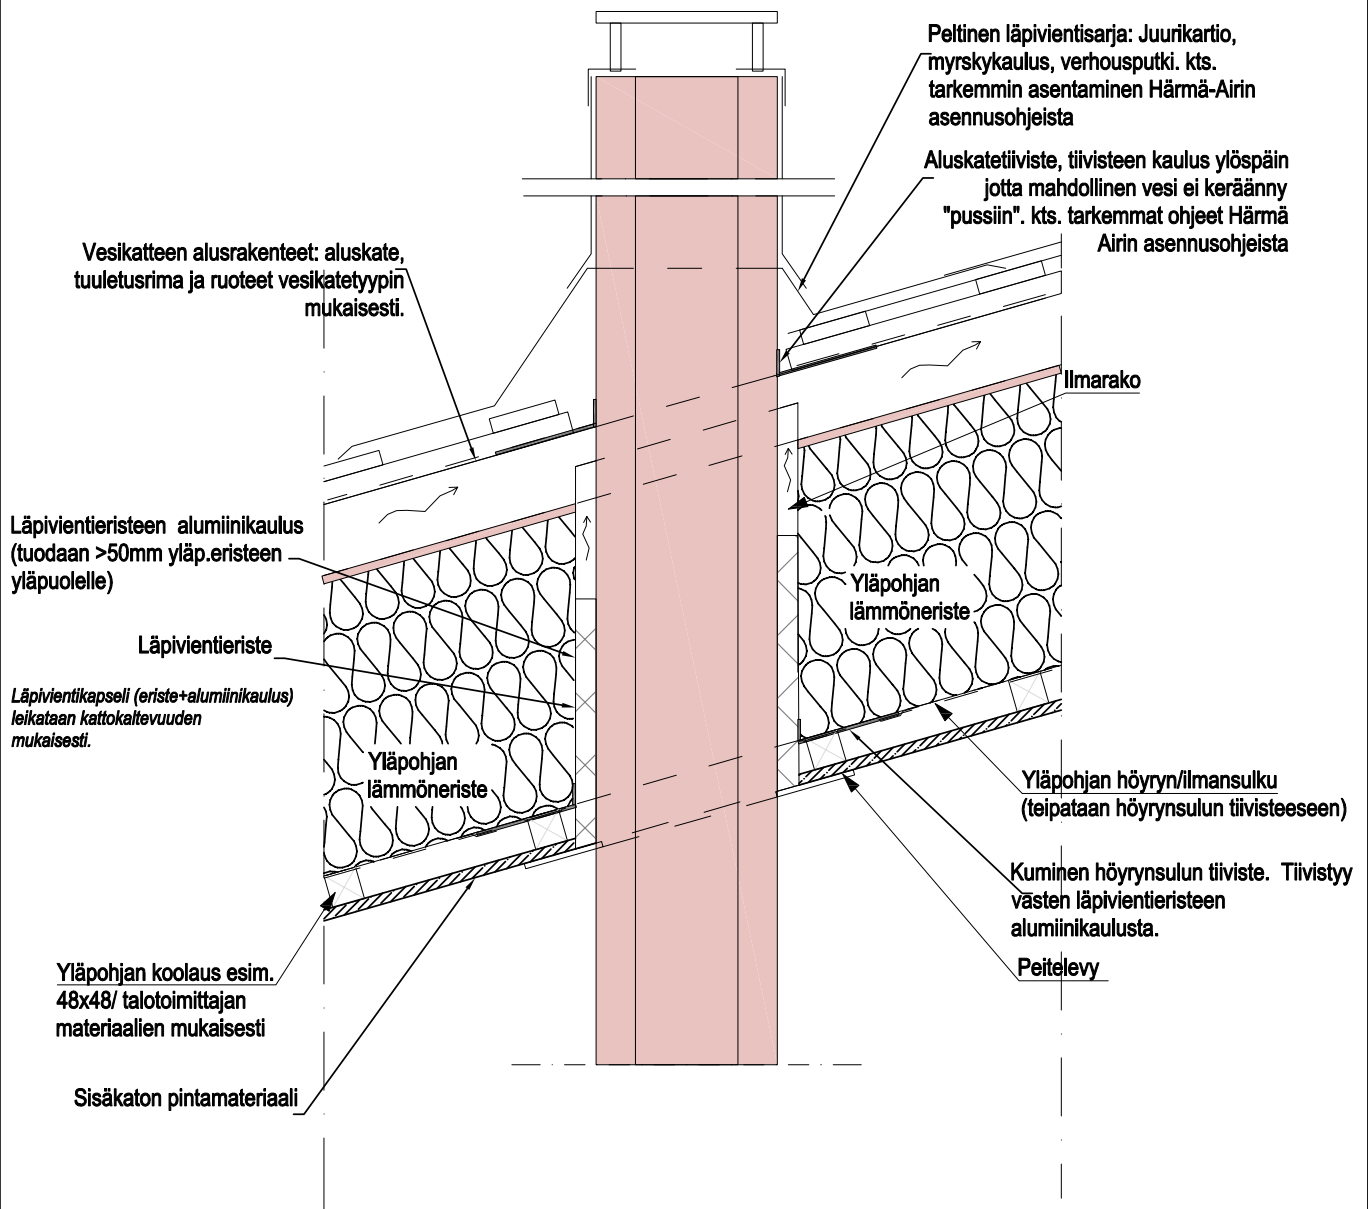 Peltinen läpivientisarja: Juurikartio,
myrskykaulus, verhousputki. kts.
tarkemmin asentaminen Härmä-Airin
asennusohjeista
Aluskatetiiviste, tiivisteen kaulus ylöspäin
jotta mahdollinen vesi ei keräänny
"pussiin". kts. tarkemmat ohjeet Härmä
Airin asennusohjeista
Vesikatteen alusrakenteet: aluskate,
tuuletusrima ja ruoteet vesikatetyypin
mukaisesti.
Ilmarako
Läpivientieristeen alumiinikaulus
(tuodaan >50mm yläp.eristeen
yläpuolelle)
Läpivientieriste
Läpivientikapseli (eriste+alumiinikaulus)
leikataan kattokaltevuuden
mukaisesti.
Yläpohjan
lämmöneriste
Yläpohjan
lämmöneriste
Yläpohjan höyryn/ilmansulku
(teipataan höyrynsulun tiivisteeseen)
Kuminen höyrynsulun tiiviste. Tiivistyy
vasten läpivientieristeen
alumiinikaulusta.
Peitelevy
Yläpohjan koolaus esim.
48x48/ talotoimittajan
materiaalien mukaisesti
Sisäkaton pintamateriaali